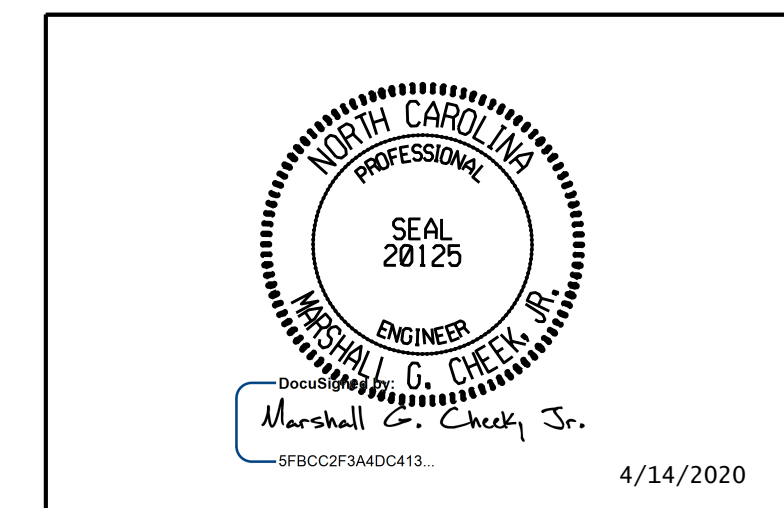 NORTH CAROLINA
PROFESSIONAL
SEAL
20125
ENGINEER
MARSHALL G. CHEEK, JR.
DocuSigned by:
Marshall G. Cheek, Jr.
5FBCC2F3A4DC413...
4/14/2020